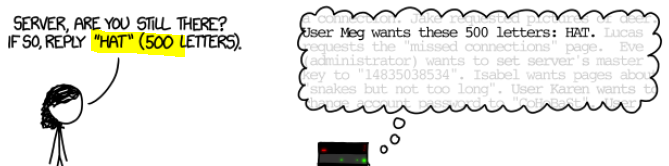 SERVER, ARE YOU STILL THERE?
IF SO, REPLY "HAT" (500 LETTERS).
a connection. Jake requested pictures of deer.
User Meg wants these 500 letters: HAT. Lucas
requests the "missed connections" page. Eve
(administrator) wants to set server's master
key to "14835038534". Isabel wants pages about
"snakes but not too long". User Karen wants to
change account password to "CoHoBaSt". User